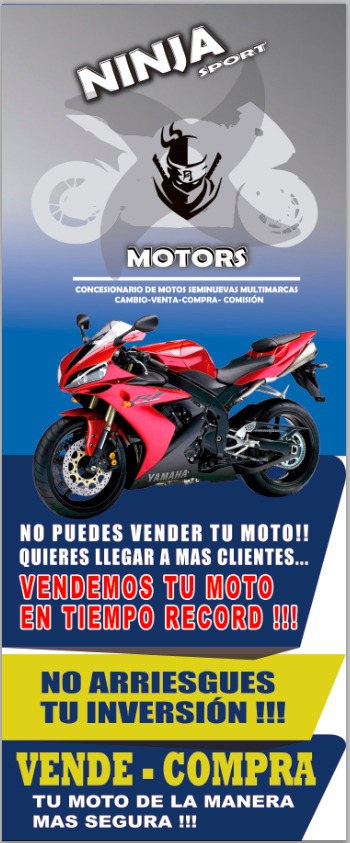 NINJA
SPORT
MOTORS
CONCESIONARIO DE MOTOS SEMINUEVAS MULTIMARCAS
CAMBIO-VENTA-COMPRA- COMISIÓN
R1
YAMAHA
NO PUEDES VENDER TU MOTO!!
QUIERES LLEGAR A MAS CLIENTES...
VENDEMOS TU MOTO
EN TIEMPO RECORD !!!
NO ARRIESGUES
TU INVERSIÓN !!!
VENDE - COMPRA
TU MOTO DE LA MANERA
MAS SEGURA !!!